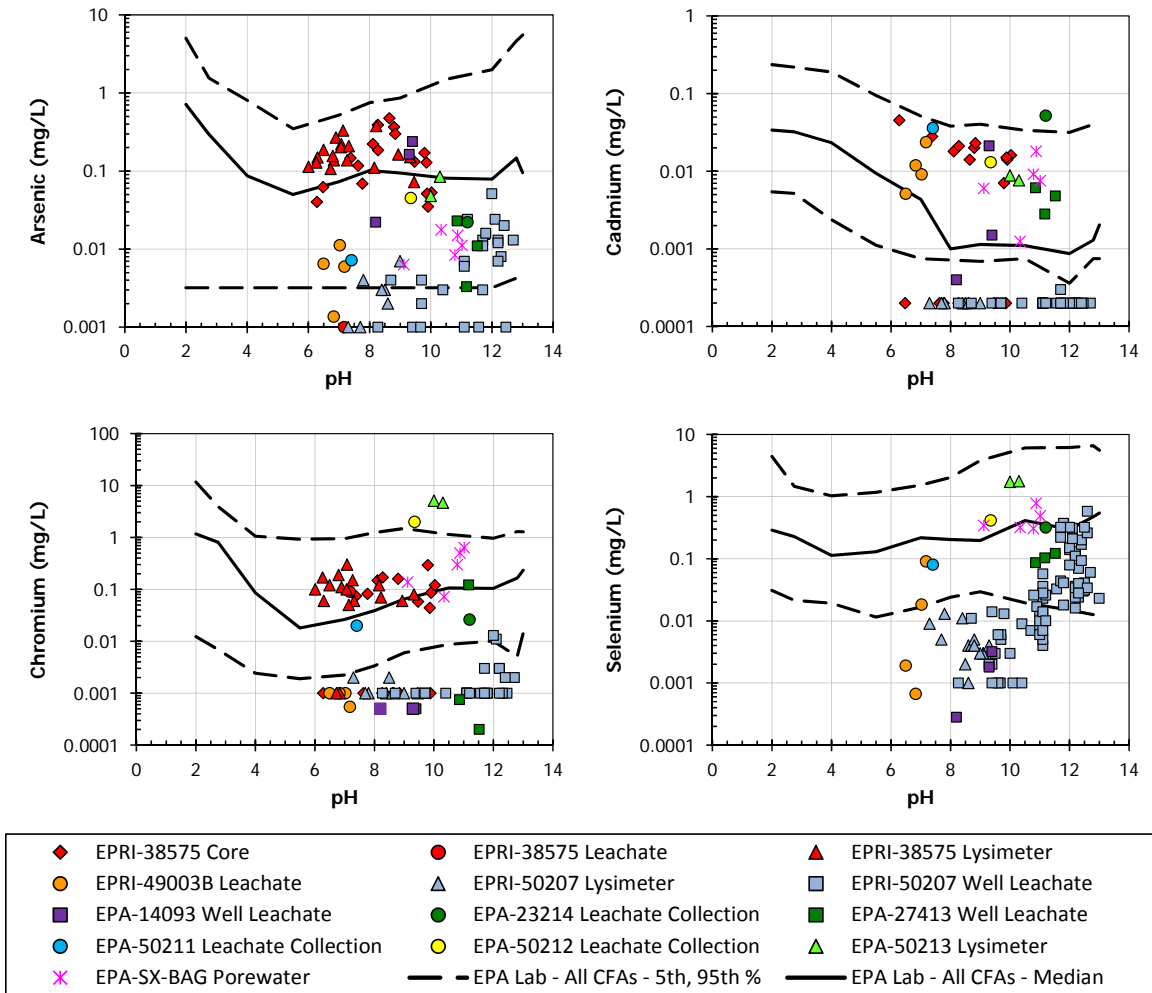 10
1
0.1
0.01
0.001
Arsenic (mg/L)
0 2 4 6 8 10 12 14
pH
1
0.1
0.01
0.001
0.0001
Cadmium (mg/L)
0 2 4 6 8 10 12 14
pH
100
10
1
0.1
0.01
0.001
0.0001
Chromium (mg/L)
0 2 4 6 8 10 12 14
pH
10
1
0.1
0.01
0.001
0.0001
Selenium (mg/L)
0 2 4 6 8 10 12 14
pH
EPRI-38575 Core EPRI-38575 Leachate EPRI-38575 Lysimeter
EPRI-49003B Leachate EPRI-50207 Lysimeter EPRI-50207 Well Leachate
EPA-14093 Well Leachate EPA-23214 Leachate Collection EPA-27413 Well Leachate
EPA-50211 Leachate Collection EPA-50212 Leachate Collection EPA-50213 Lysimeter
EPA-SX-BAG Porewater EPA Lab - All CFAs - 5th, 95th % EPA Lab - All CFAs - Median